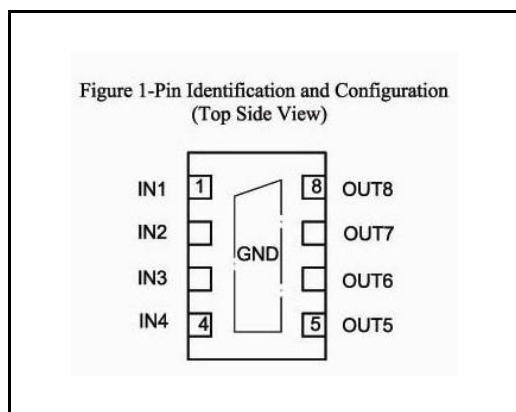 Figure 1-Pin Identification and Configuration
(Top Side View)
IN1 1 8 OUT8
IN2 OUT7
GND
IN3 OUT6
IN4 4 5 OUT5